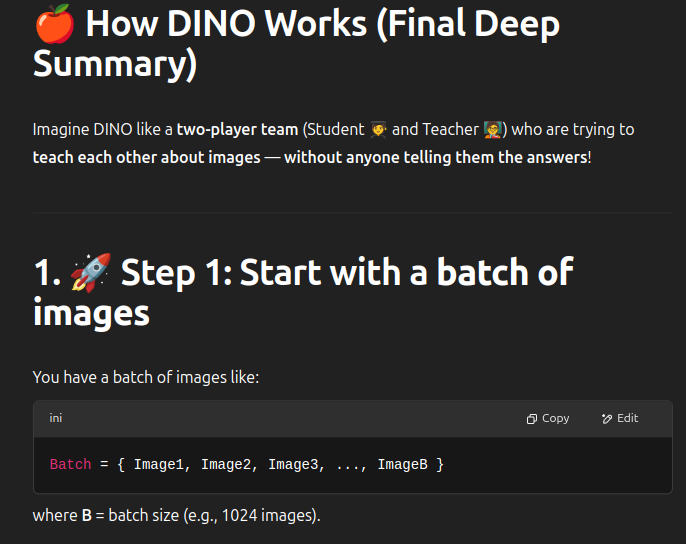 🍎 How DINO Works (Final Deep
Summary)
Imagine DINO like a two-player team (Student 🧑‍🎓 and Teacher 🧑‍🏫) who are trying to
teach each other about images — without anyone telling them the answers!
1. 🚀 Step 1: Start with a batch of
images
You have a batch of images like:
ini Copy Edit
Batch = { Image1, Image2, Image3, ..., ImageB }
where B = batch size (e.g., 1024 images).